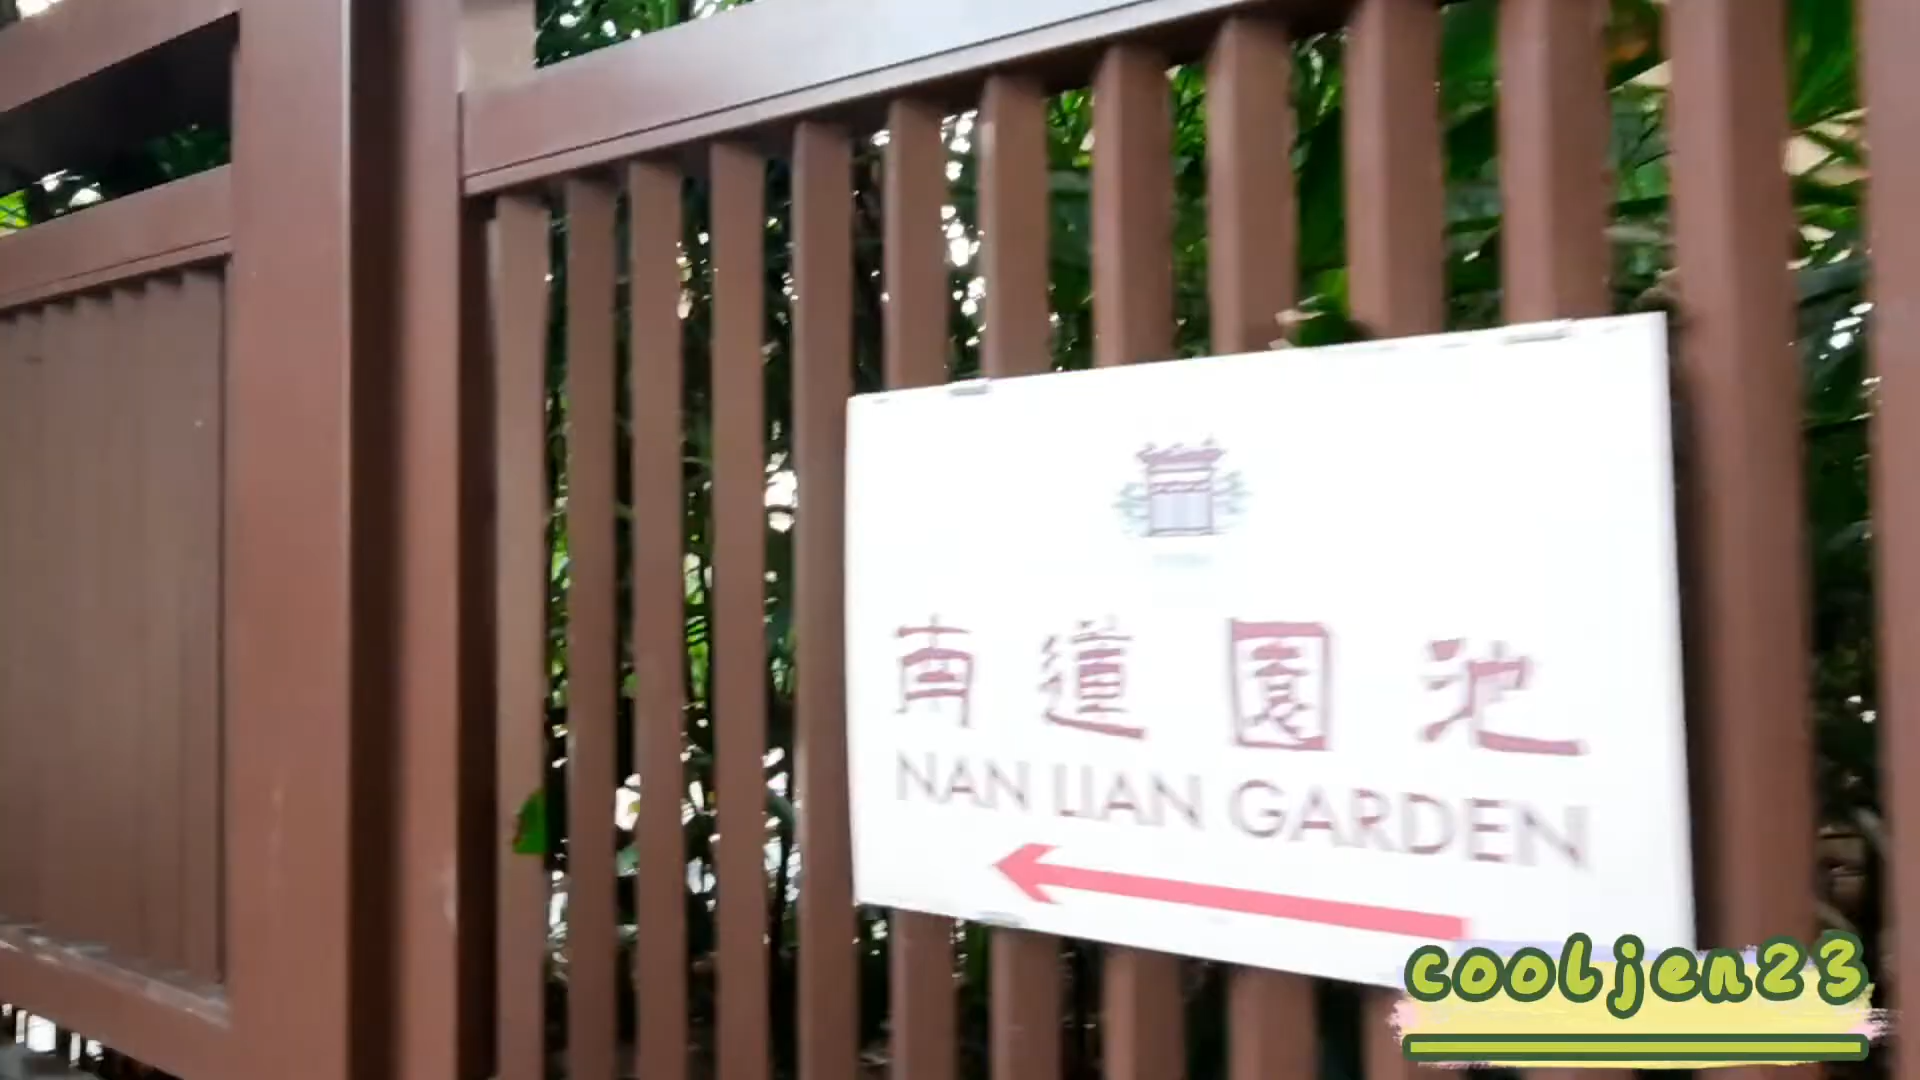 南蓮園池
NAN LIAN GARDEN
cooljen23